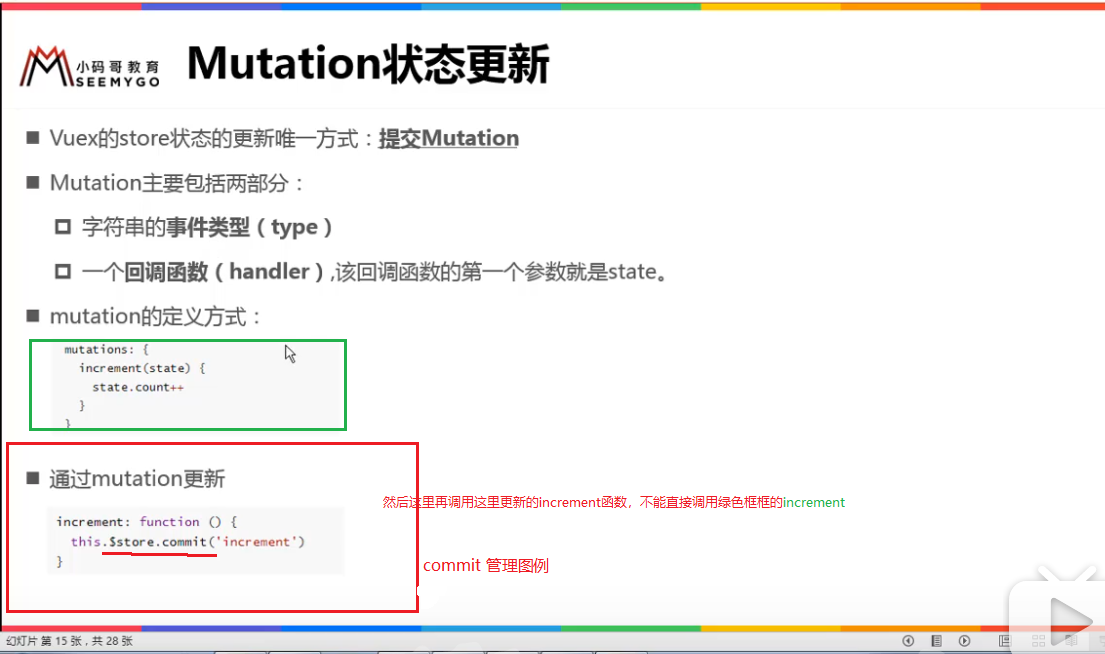 小码哥教育
SEEMYGO
Mutation状态更新
Vuex的store状态的更新唯一方式：提交Mutation
Mutation主要包括两部分：
字符串的事件类型（type）
一个回调函数（handler）,该回调函数的第一个参数就是state。
mutation的定义方式：
mutations: {
increment(state) {
state.count++
}
}
通过mutation更新
然后这里再调用这里更新的increment函数，不能直接调用绿色框框的increment
increment: function () {
this.$store.commit('increment')
}
commit 管理图例
幻灯片 第 15 张，共 28 张